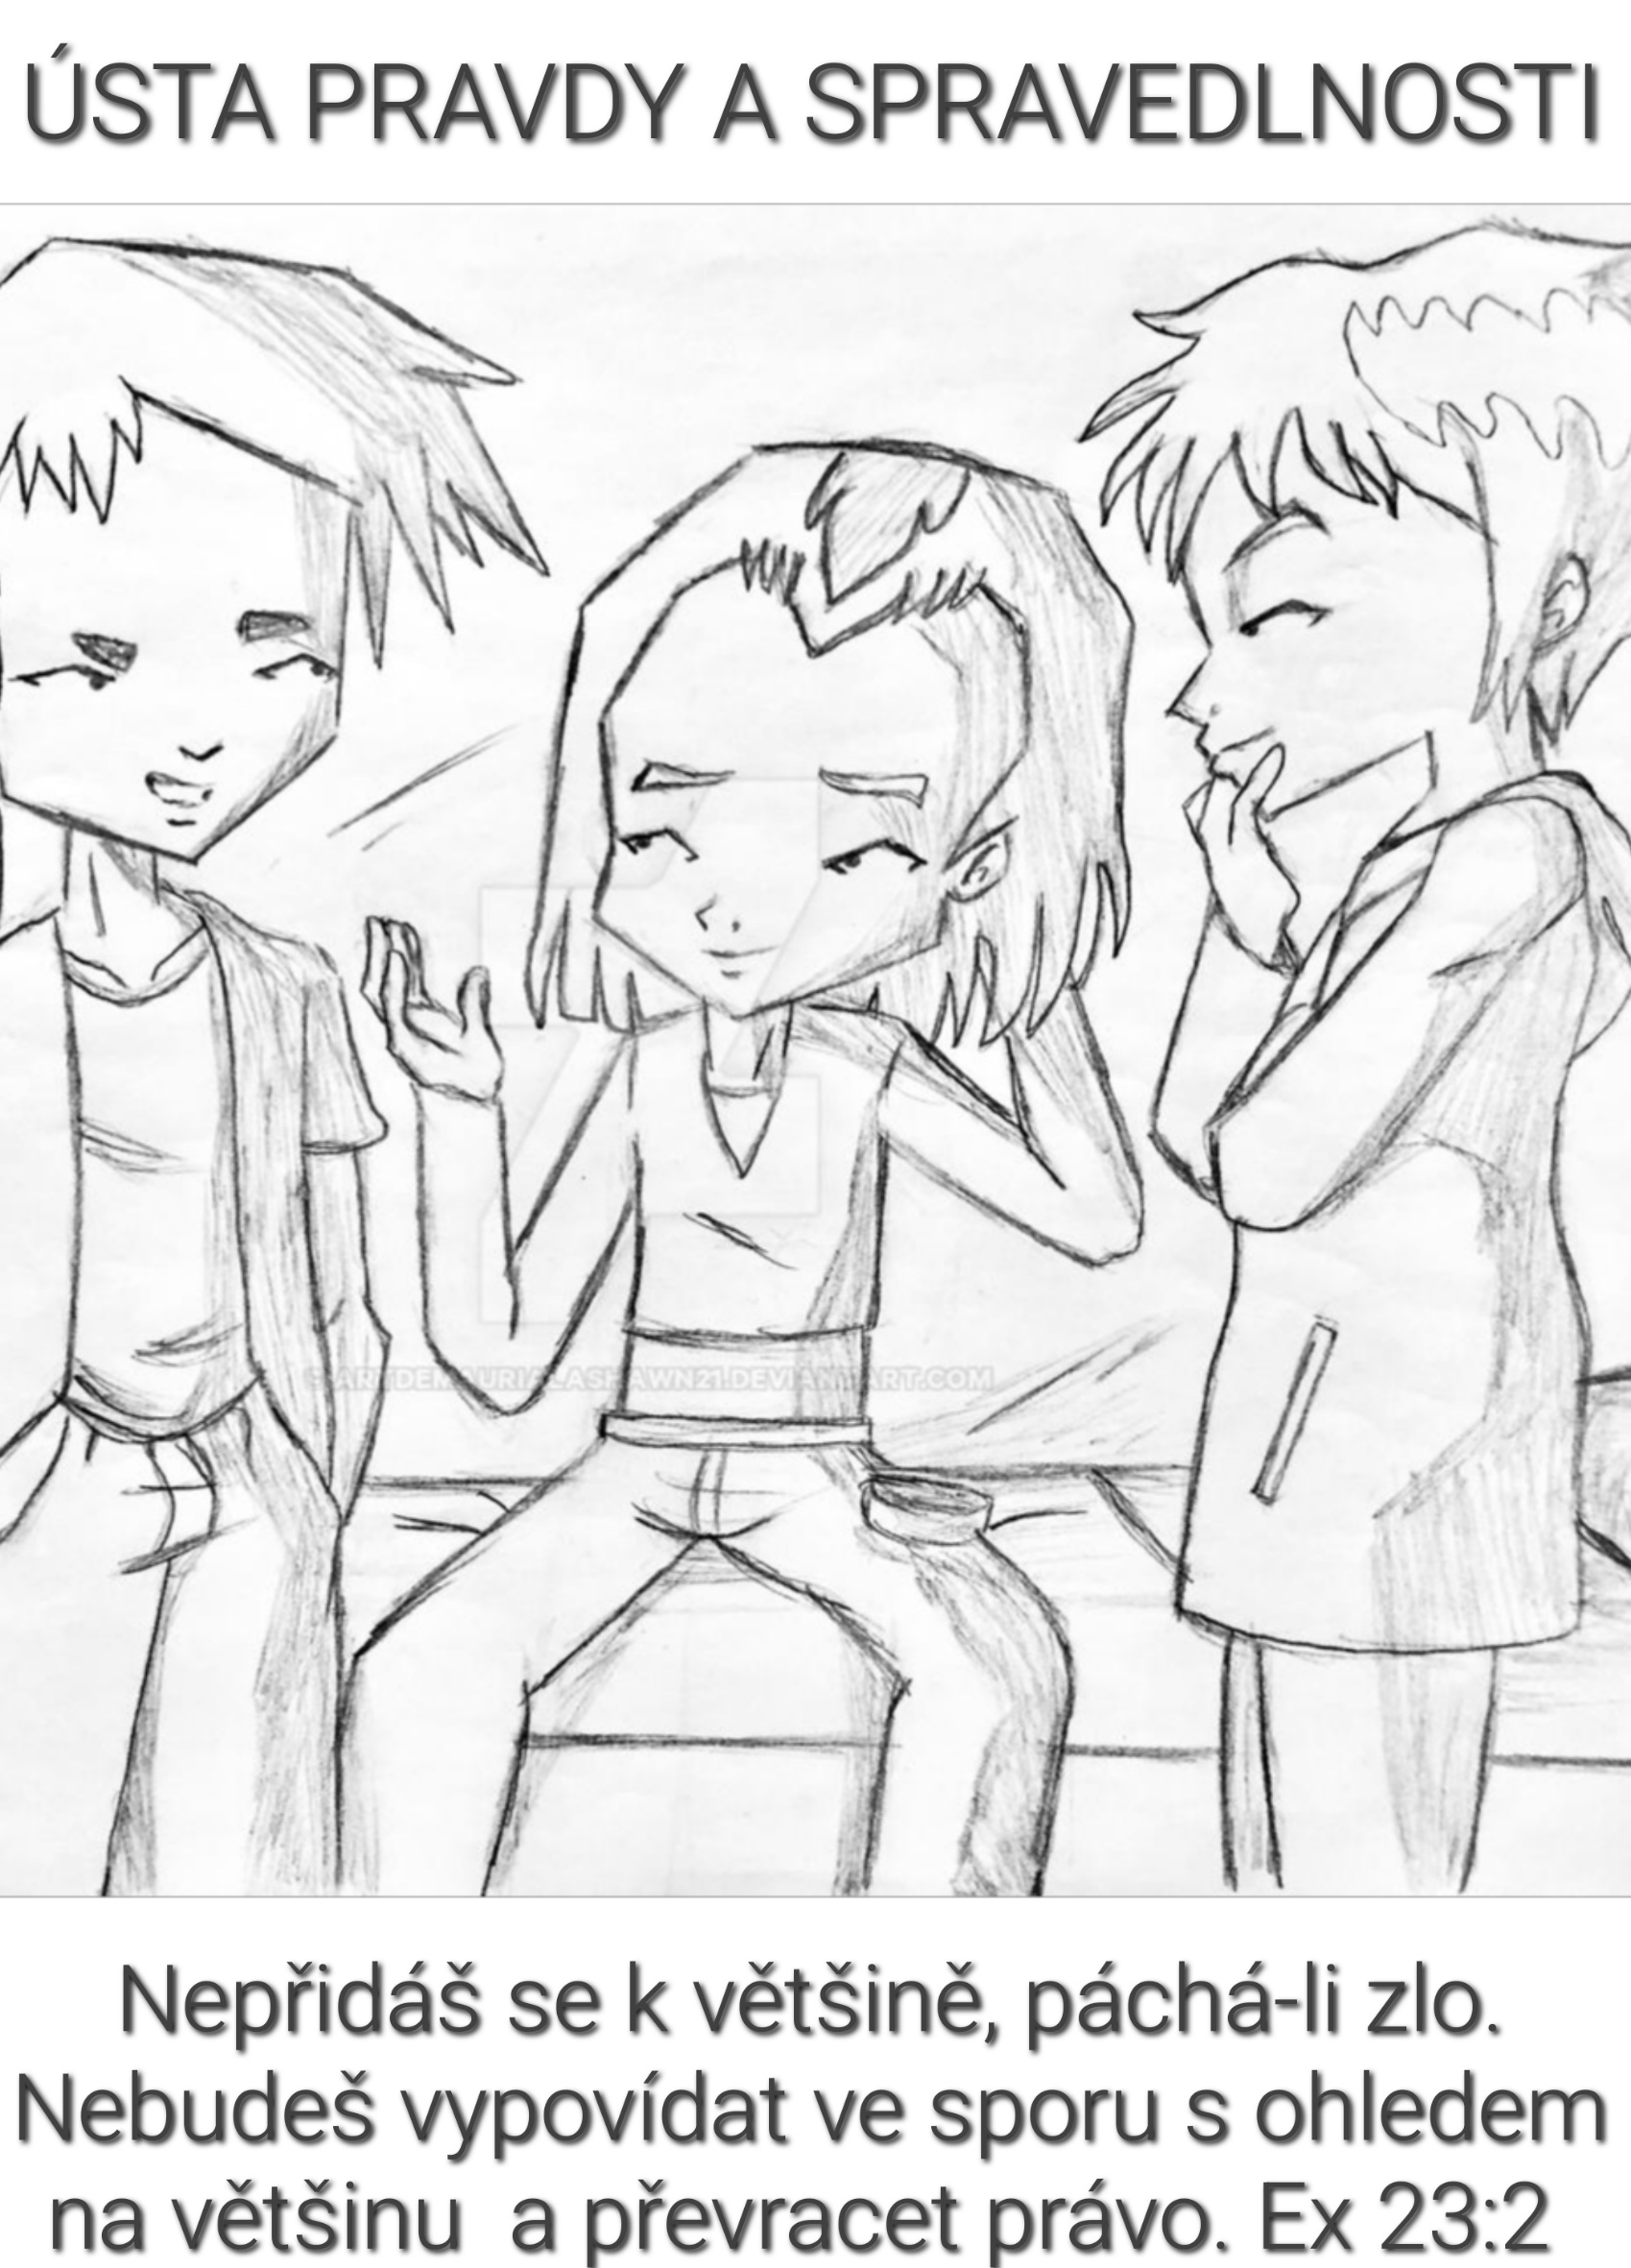 ÚSTA PRAVDY A SPRAVEDLNOSTI
Nepřidáš se k většině, páchá-li zlo.
Nebudeš vypovídat ve sporu s ohledem
na většinu a převracet právo. Ex 23:2